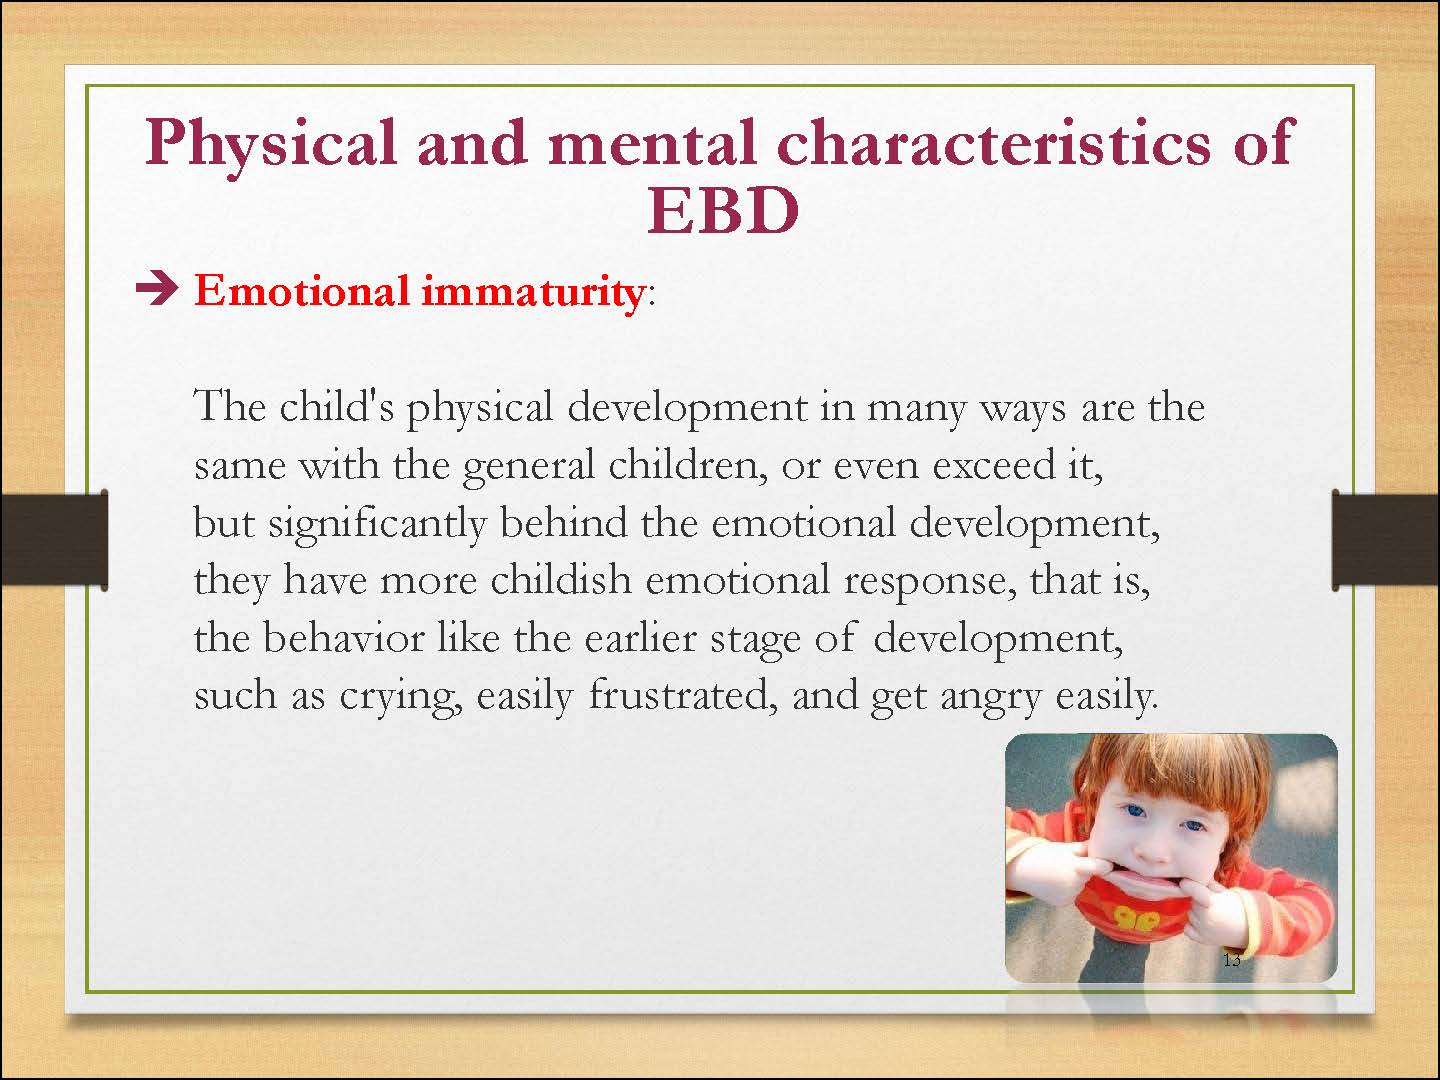 Physical and mental characteristics of
EBD
➔ Emotional immaturity:
The child's physical development in many ways are the
same with the general children, or even exceed it,
but significantly behind the emotional development,
they have more childish emotional response, that is,
the behavior like the earlier stage of development,
such as crying, easily frustrated, and get angry easily.
13